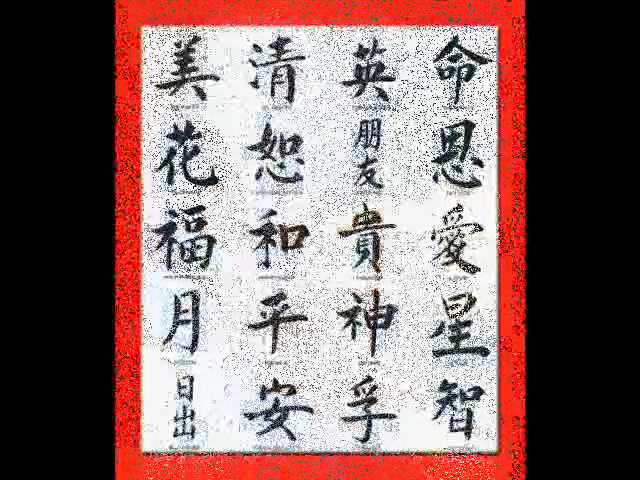 美 清 英 命
花 恕 朋友 恩
福 和 貴 愛
月 平 神 星
日出 安 孚 智